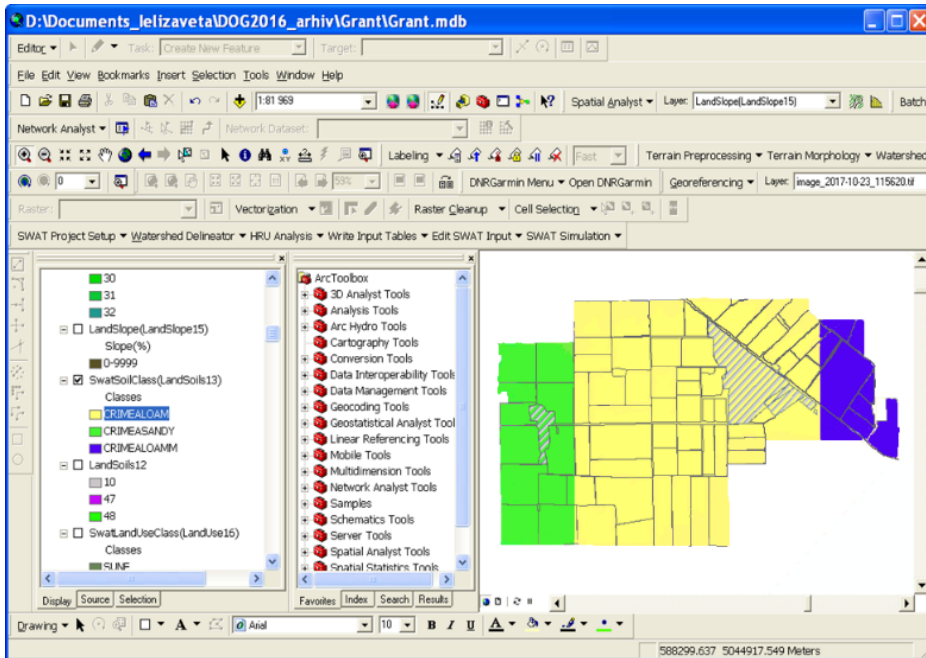 D:\Documents_lelizaveta\DOG2016_arhiv\Grant\Grant.mdb
Editor Task: Create New Feature Target:
File Edit View Bookmarks Insert Selection Tools Window Help
1:81 969 Spatial Analyst Layer: LandSlope(LandSlope15) Batch
Network Analyst Network Dataset:
Labeling Fast Terrain Preprocessing Terrain Morphology Watershed
0 59% DNRGarmin Menu Open DNRGarmin Georeferencing Layer: image_2017-10-23_115620.tif
Raster: Vectorization Raster Cleanup Cell Selection
SWAT Project Setup Watershed Delineator HRU Analysis Write Input Tables Edit SWAT Input SWAT Simulation
30
31
32
LandSlope(LandSlope15)
Slope(%)
0-9999
SwatSoilClass(LandSoils13)
Classes
CRIMEALOAM
CRIMEASANDY
CRIMEALOAMM
LandSoils12
10
47
48
SwatLandUseClass(LandUse16)
Classes
SUNF
Display Source Selection
ArcToolbox
3D Analyst Tools
Analysis Tools
Arc Hydro Tools
Cartography Tools
Conversion Tools
Data Interoperability Tools
Data Management Tools
Geocoding Tools
Geostatistical Analyst Tool
Linear Referencing Tools
Mobile Tools
Multidimension Tools
Network Analyst Tools
Samples
Schematics Tools
Server Tools
Spatial Analyst Tools
Spatial Statistics Tools
Favorites Index Search Results
Drawing A Arial 10 B I U A
588299.637 5044917.549 Meters